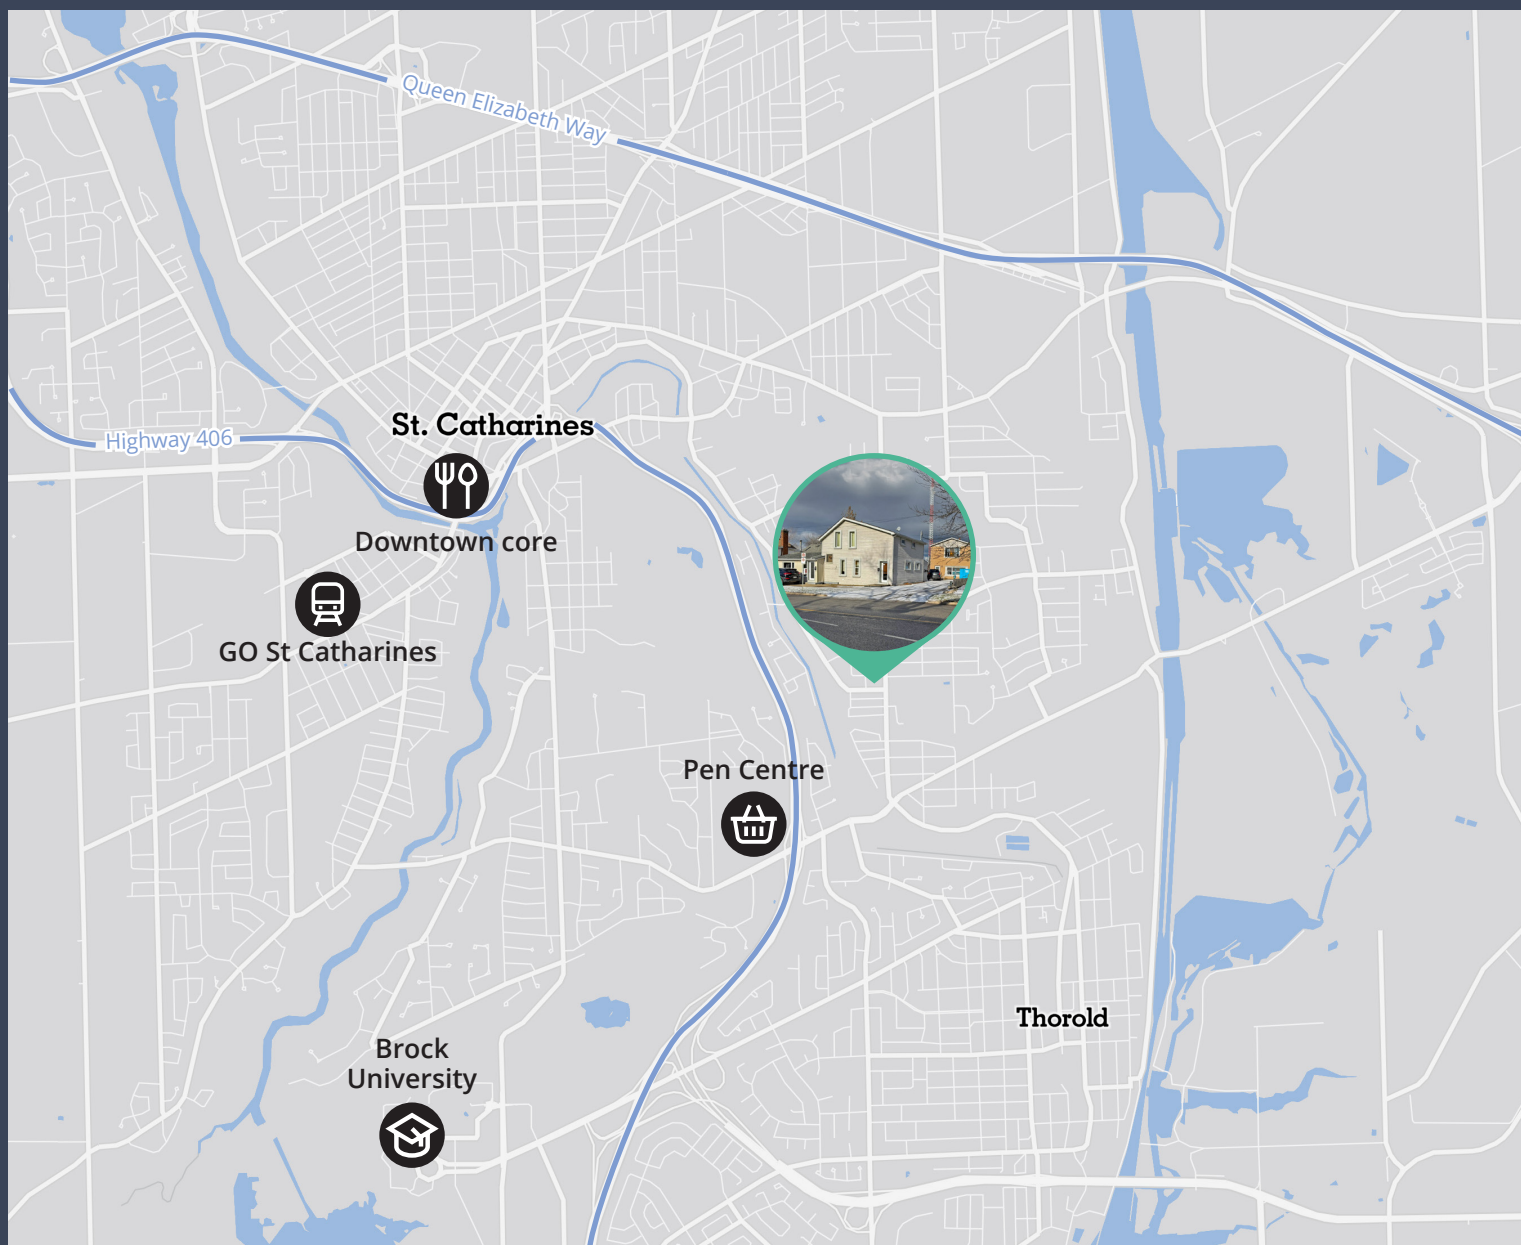 Queen Elizabeth Way
St. Catharines
Highway 406
Downtown core
GO St Catharines
Pen Centre
Thorold
Brock
University